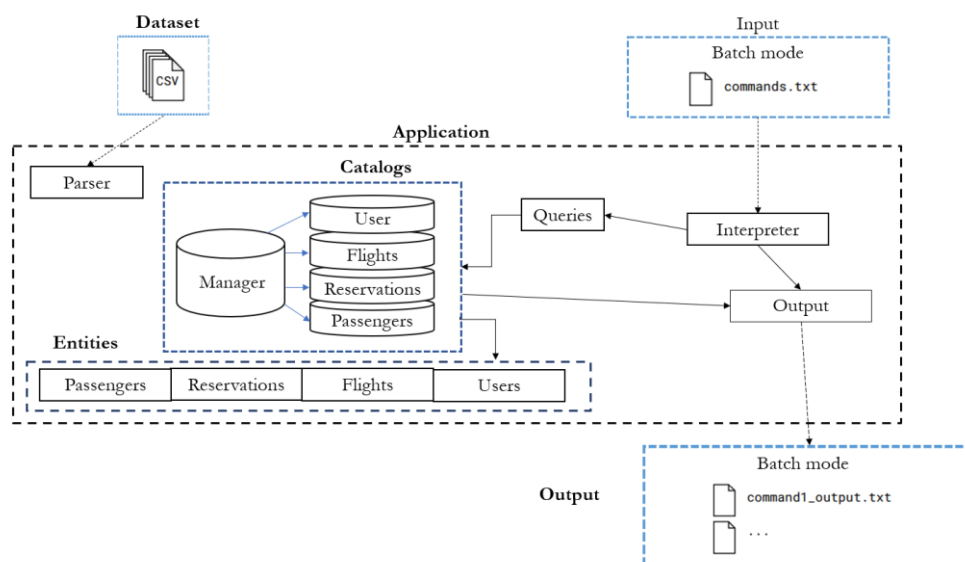 Dataset
CSV
Input
Batch mode
commands.txt
Application
Parser
Catalogs
Manager
User
Flights
Reservations
Passengers
Queries
Interpreter
Output
Entities
Passengers
Reservations
Flights
Users
Output
Batch mode
command1_output.txt
...